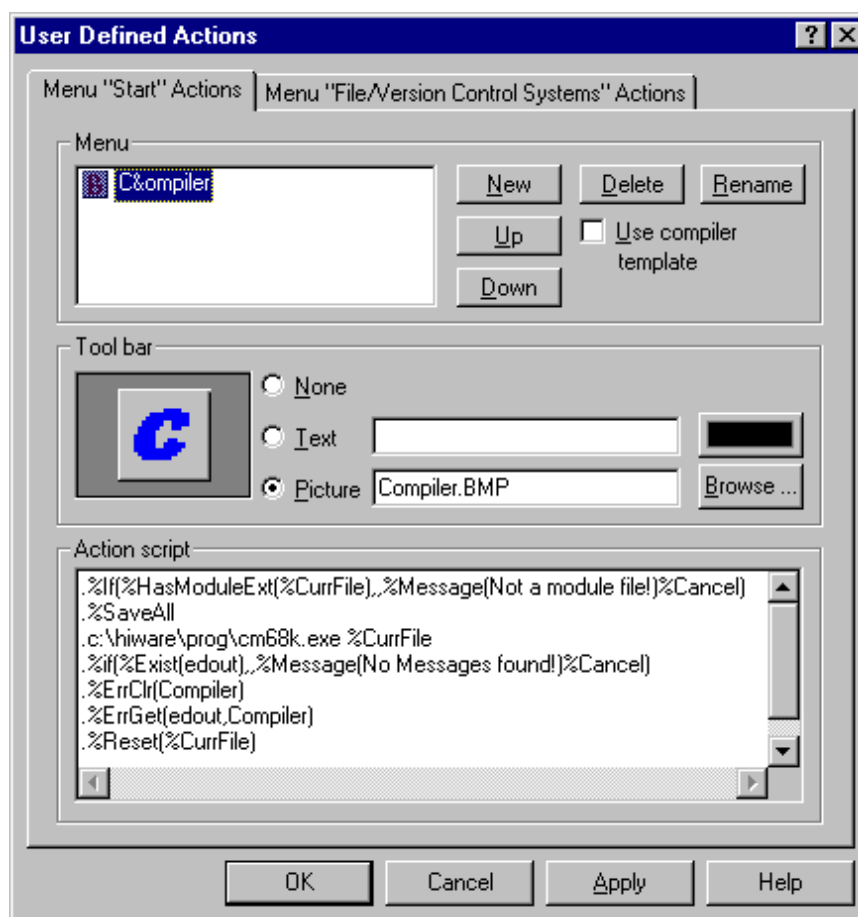 User Defined Actions
Menu "Start" Actions
Menu "File/Version Control Systems" Actions
Menu
C&ompiler
New
Delete
Rename
Up
Use compiler
template
Down
Tool bar
None
Text
Picture
Compiler.BMP
Browse ...
Action script
.%If(%HasModuleExt(%CurrFile),,%Message(Not a module file!)%Cancel)
.%SaveAll
.c:\hiware\prog\cm68k.exe %CurrFile
.%if(%Exist(edout),,%Message(No Messages found!)%Cancel)
.%ErrClr(Compiler)
.%ErrGet(edout,Compiler)
.%Reset(%CurrFile)
OK
Cancel
Apply
Help